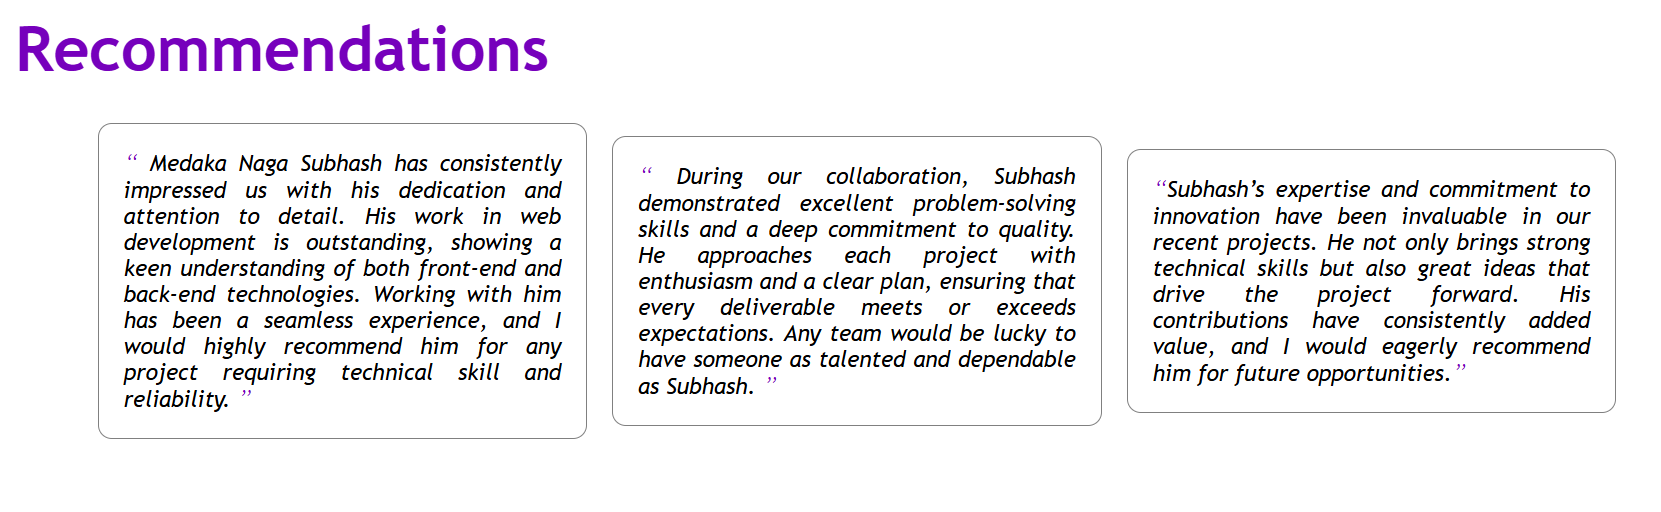 Recommendations
“ Medaka Naga Subhash has consistently
impressed us with his dedication and
attention to detail. His work in web
development is outstanding, showing a
keen understanding of both front-end and
back-end technologies. Working with him
has been a seamless experience, and I
would highly recommend him for any
project requiring technical skill and
reliability. ”
“ During our collaboration, Subhash
demonstrated excellent problem-solving
skills and a deep commitment to quality.
He approaches each project with
enthusiasm and a clear plan, ensuring that
every deliverable meets or exceeds
expectations. Any team would be lucky to
have someone as talented and dependable
as Subhash. ”
“Subhash’s expertise and commitment to
innovation have been invaluable in our
recent projects. He not only brings strong
technical skills but also great ideas that
drive the project forward. His
contributions have consistently added
value, and I would eagerly recommend
him for future opportunities.”